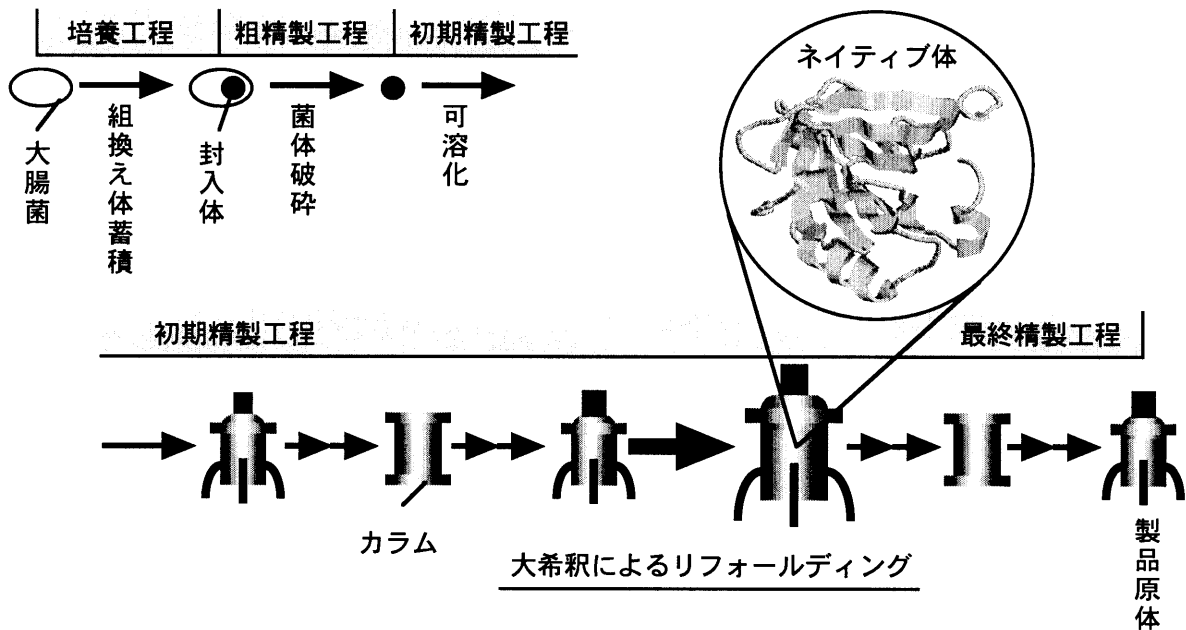 培養工程
粗精製工程
初期精製工程
大腸菌
組換え体蓄積
封入体
菌体破砕
可溶化
ネイティブ体
初期精製工程
最終精製工程
カラム
大希釈によるリフォールディング
製品原体